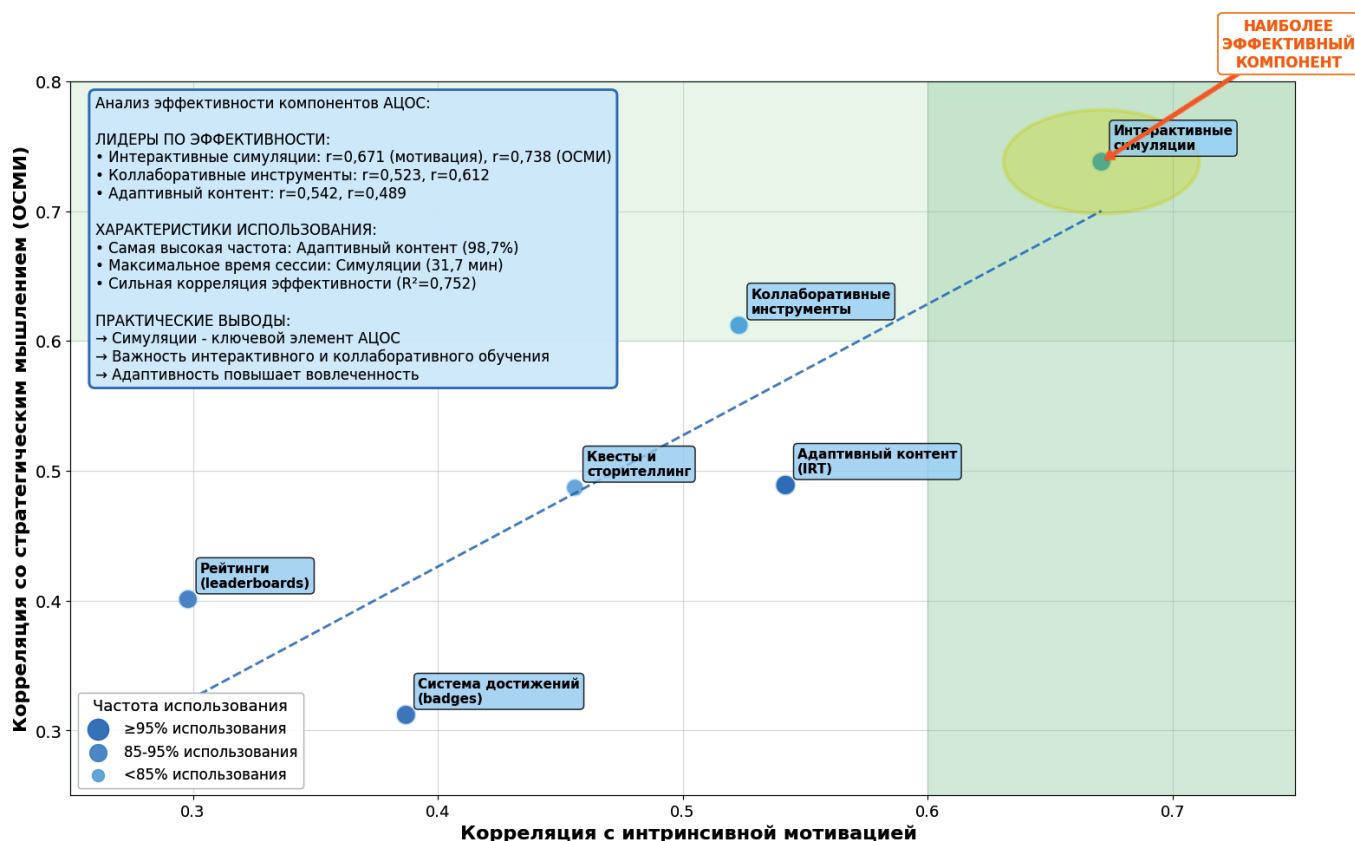 НАИБОЛЕЕ
ЭФФЕКТИВНЫЙ
КОМПОНЕНТ
Корреляция со стратегическим мышлением (ОСМИ)
0.8
0.7
0.6
0.5
0.4
0.3
Анализ эффективности компонентов АЦОС:
ЛИДЕРЫ ПО ЭФФЕКТИВНОСТИ:
• Интерактивные симуляции: r=0,671 (мотивация), r=0,738 (ОСМИ)
• Коллаборативные инструменты: r=0,523, r=0,612
• Адаптивный контент: r=0,542, r=0,489
ХАРАКТЕРИСТИКИ ИСПОЛЬЗОВАНИЯ:
• Самая высокая частота: Адаптивный контент (98,7%)
• Максимальное время сессии: Симуляции (31,7 мин)
• Сильная корреляция эффективности (R²=0,752)
ПРАКТИЧЕСКИЕ ВЫВОДЫ:
→ Симуляции - ключевой элемент АЦОС
→ Важность интерактивного и коллаборативного обучения
→ Адаптивность повышает вовлеченность
Интерактивные
симуляции
Коллаборативные
инструменты
Квесты и
сторителлинг
Адаптивный контент
(IRT)
Рейтинги
(leaderboards)
Система достижений
(badges)
Частота использования
≥95% использования
85-95% использования
<85% использования
0.3
0.4
0.5
0.6
0.7
Корреляция с интринсивной мотивацией